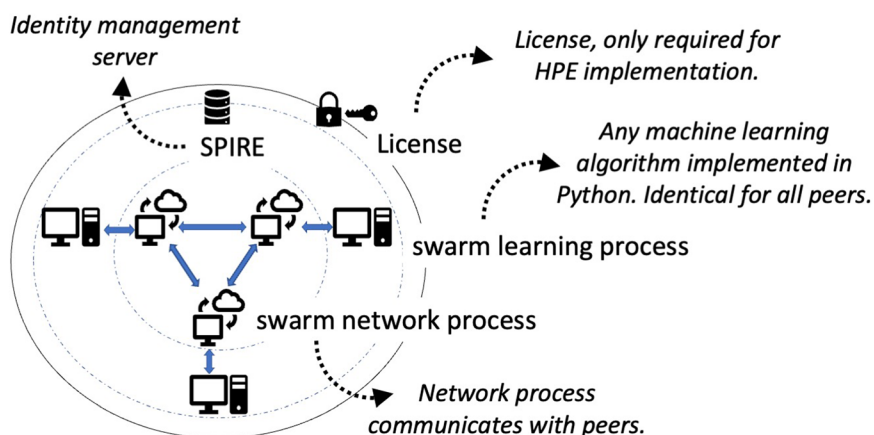 Identity management
server
License, only required for
HPE implementation.
SPIRE
License
Any machine learning
algorithm implemented in
Python. Identical for all peers.
swarm learning process
swarm network process
Network process
communicates with peers.